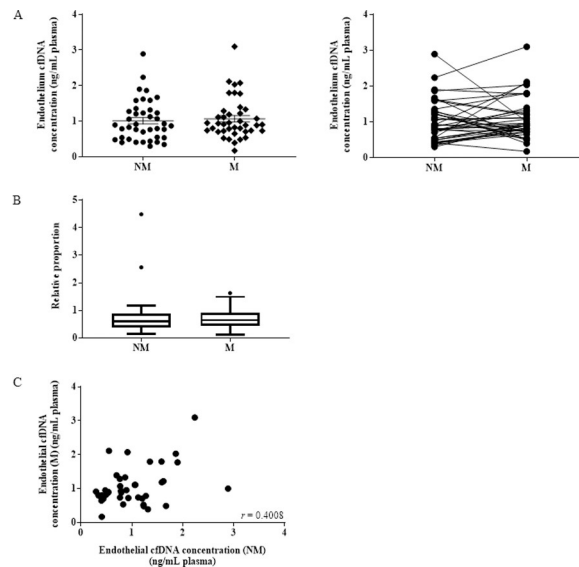 A
Endothelium cfDNA
concentration (ng/mL plasma)
4
3
2
1
0
NM
M
Endothelium cfDNA
concentration (ng/mL plasma)
4
3
2
1
0
NM
M
B
Relative proportion
5
4
3
2
1
0
NM
M
C
Endothelial cfDNA
concentration (M) (ng/mL plasma)
4
3
2
1
0
r = 0.4008
0
1
2
3
4
Endothelial cfDNA concentration (NM)
(ng/mL plasma)